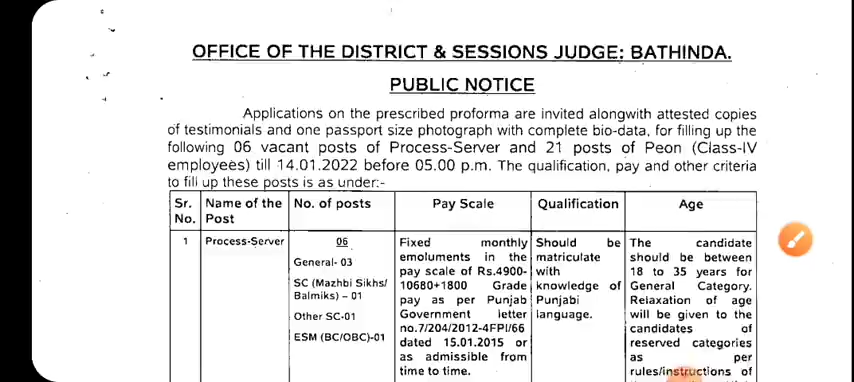 OFFICE OF THE DISTRICT & SESSIONS JUDGE: BATHINDA.
PUBLIC NOTICE
Applications on the prescribed proforma are invited alongwith attested copies
of testimonials and one passport size photograph with complete bio-data, for filling up the
following 06 vacant posts of Process-Server and 21 posts of Peon (Class-IV
employees) till 14.01.2022 before 05.00 p.m. The qualification, pay and other criteria
to fill up these posts is as under:-
Sr. No.
Name of the Post
No. of posts
Pay Scale
Qualification
Age
1
Process-Server
06
General- 03
SC (Mazhbi Sikhs/
Balmiks) – 01
Other SC-01
ESM (BC/OBC)-01
Fixed monthly
emoluments in the
pay scale of Rs.4900-
10680+1800 Grade
pay as per Punjab
Government letter
no.7/204/2012-4FPI/66
dated 15.01.2015 or
as admissible from
time to time.
Should be
matriculate
with
knowledge of
Punjabi
language.
The candidate
should be between
18 to 35 years for
General Category.
Relaxation of age
will be given to the
candidates of
reserved categories
as per
rules/instructions of